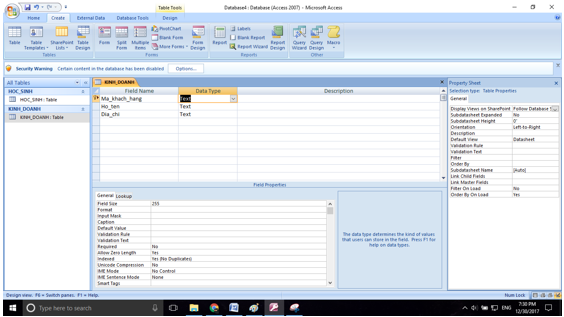 Table Tools
Database4 : Database (Access 2007) - Microsoft Access
Home Create External Data Database Tools Design
Table Table Templates SharePoint Lists Table Design
Form Split Form Multiple Items PivotChart Blank Form More Forms Form Design
Report Labels Blank Report Report Wizard Report Design
Query Wizard Query Design Macro
Tables Forms Reports Other
Security Warning Certain content in the database has been disabled Options...
All Tables
HOC_SINH
HOC_SINH : Table
KINH_DOANH
KINH_DOANH : Table
KINH_DOANH
Field Name Data Type Description
Ma_khach_hang Text
Ho_ten Text
Dia_chi Text
Field Properties
General Lookup
Field Size 255
Format
Input Mask
Caption
Default Value
Validation Rule
Validation Text
Required No
Allow Zero Length Yes
Indexed Yes (No Duplicates)
Unicode Compression No
IME Mode No Control
IME Sentence Mode None
Smart Tags
The data type determines the kind of values that users can store in the field. Press F1 for help on data types.
Property Sheet
Selection type: Table Properties
General
Display Views on SharePoint Follow Database S
Subdatasheet Expanded No
Subdatasheet Height 0"
Orientation Left-to-Right
Description
Default View Datasheet
Validation Rule
Validation Text
Filter
Order By
Subdatasheet Name [Auto]
Link Child Fields
Link Master Fields
Filter On Load No
Order By On Load Yes
Design view. F6 = Switch panes. F1 = Help. Num Lock
Type here to search
ENG
7:30 PM
12/30/2017